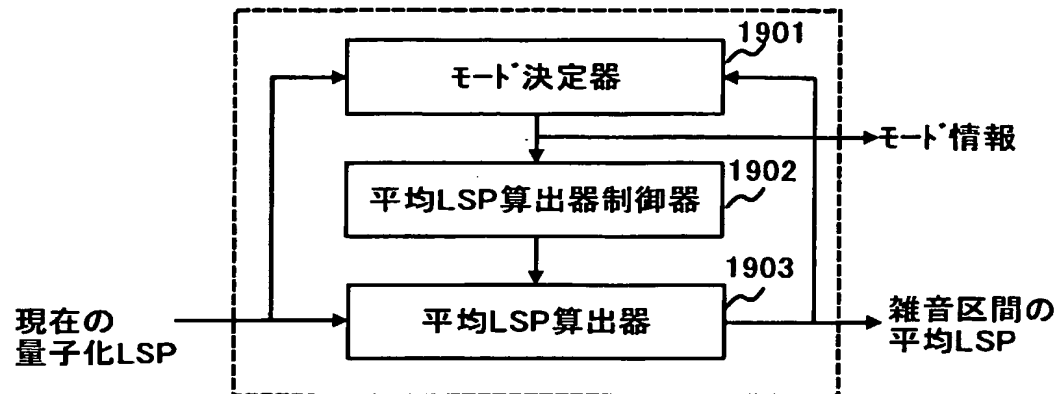 1901
モード決定器
モード情報
1902
平均LSP算出器制御器
1903
平均LSP算出器
現在の
量子化LSP
雑音区間の
平均LSP